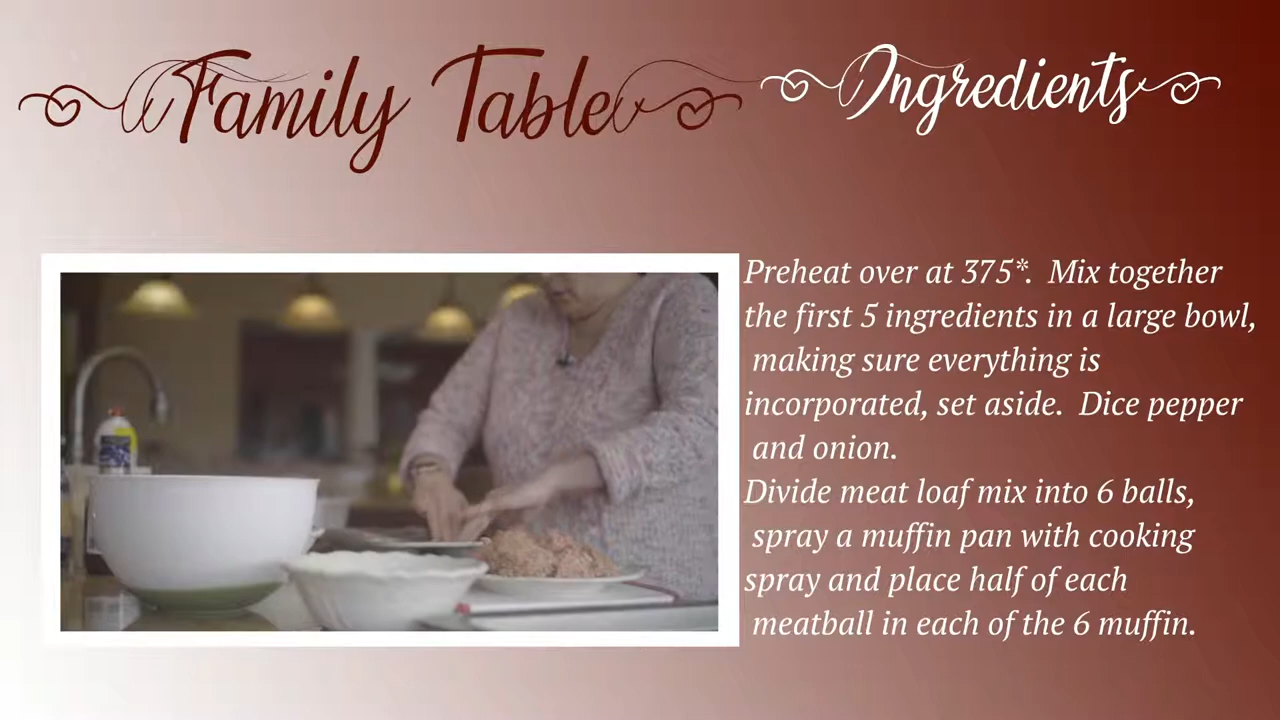 Family Table
Ingredients
Preheat over at 375*. Mix together
the first 5 ingredients in a large bowl,
making sure everything is
incorporated, set aside. Dice pepper
and onion.
Divide meat loaf mix into 6 balls,
spray a muffin pan with cooking
spray and place half of each
meatball in each of the 6 muffin.